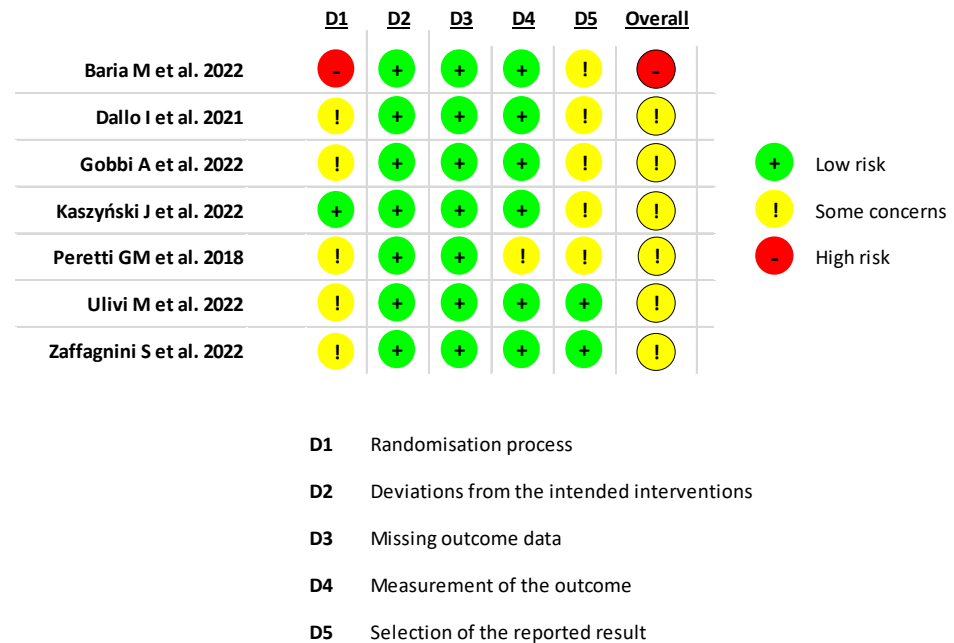 D1 D2 D3 D4 D5 Overall
Baria M et al. 2022 - + + + ! -
Dallo I et al. 2021 ! + + + ! !
Gobbi A et al. 2022 ! + + + ! !
Kaszyński J et al. 2022 + + + + ! !
Peretti GM et al. 2018 ! + + ! ! !
Ulivi M et al. 2022 ! + + + + !
Zaffagnini S et al. 2022 ! + + + + !
+ Low risk
! Some concerns
- High risk
D1 Randomisation process
D2 Deviations from the intended interventions
D3 Missing outcome data
D4 Measurement of the outcome
D5 Selection of the reported result